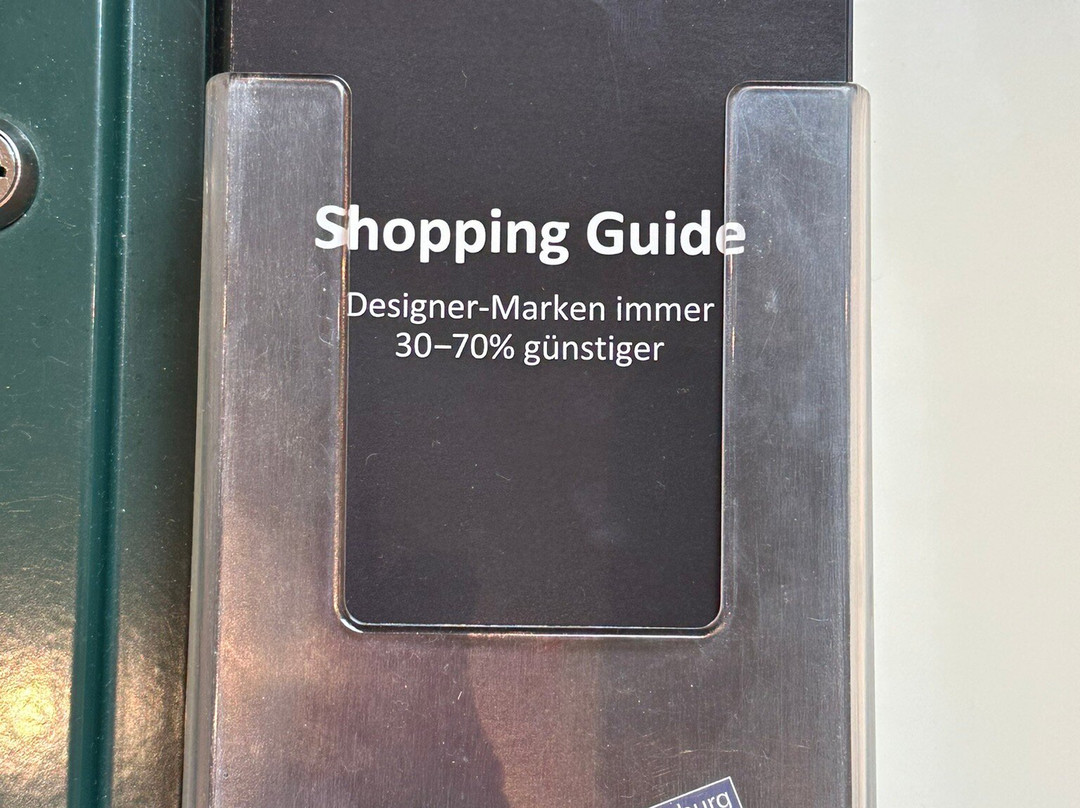 Shopping Guide
Designer-Marken immer
30–70% günstiger